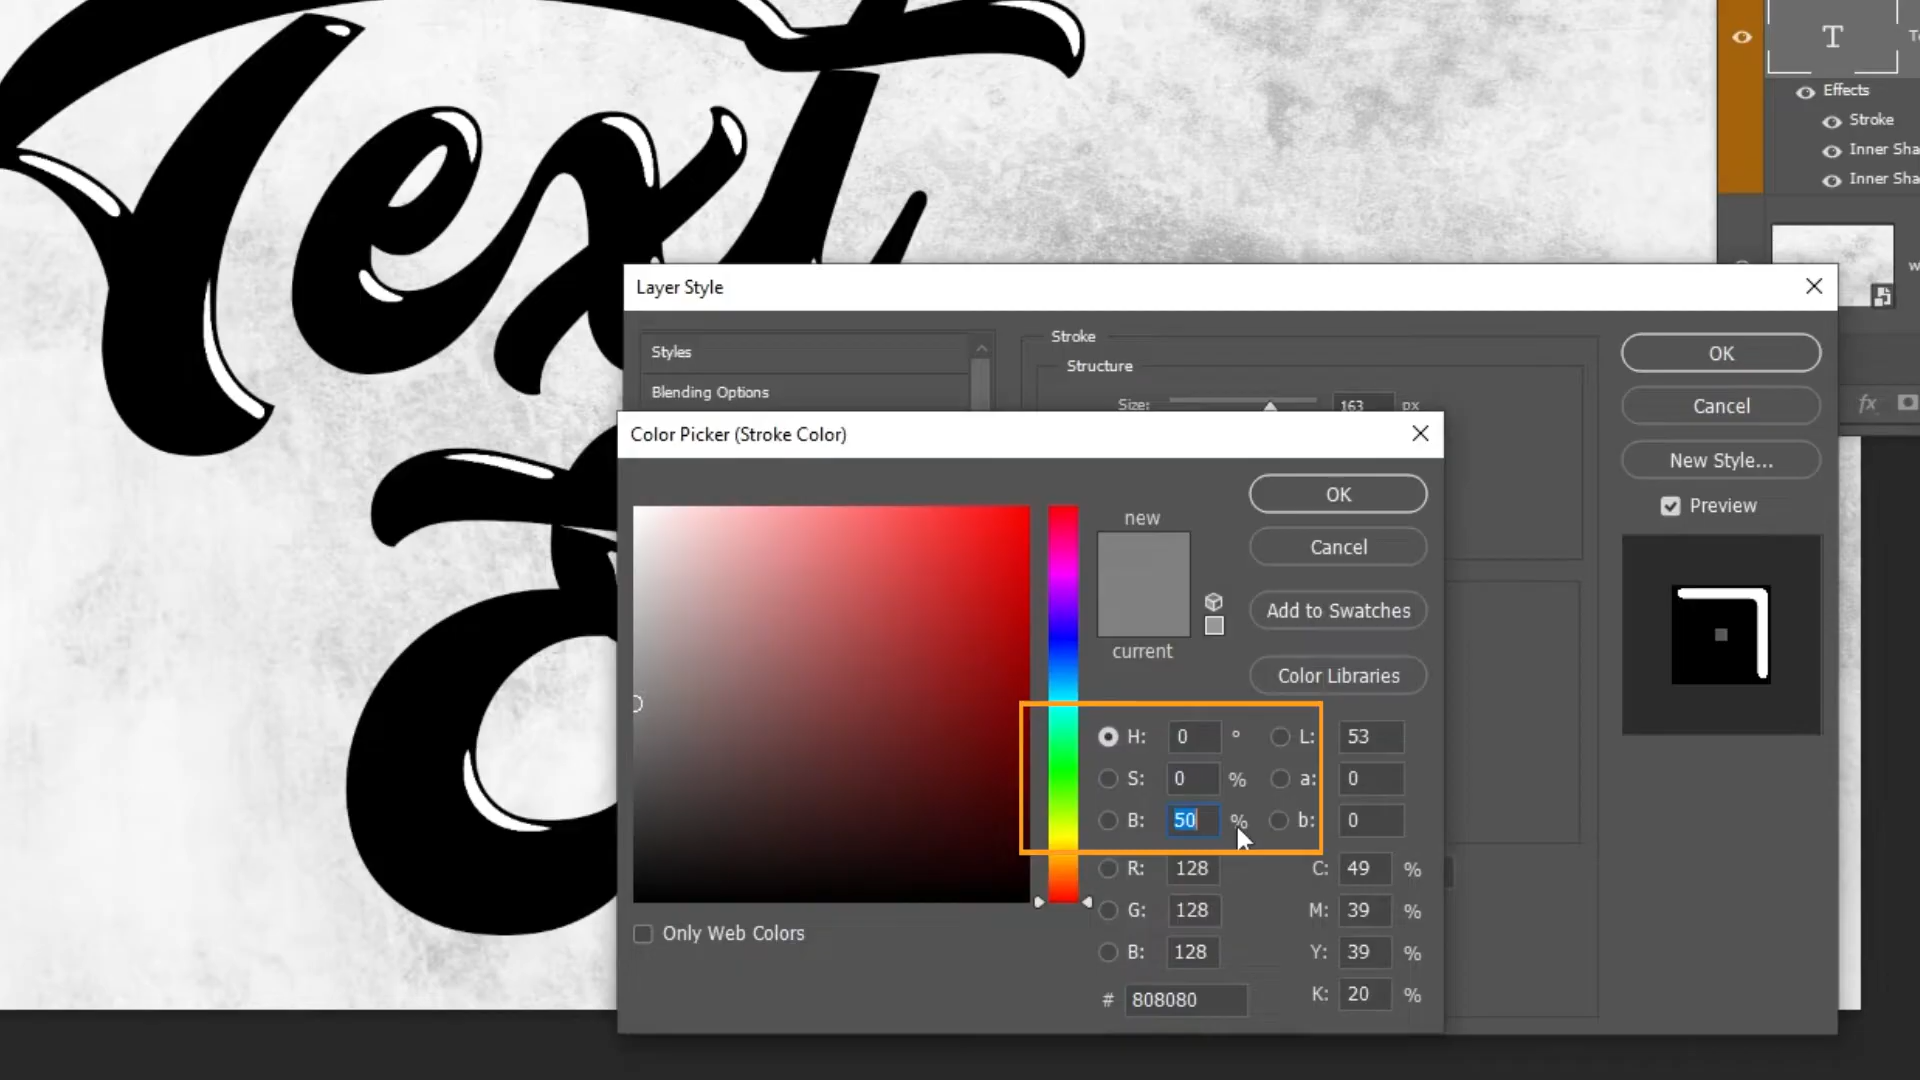 Text
T
Effects
Stroke
Inner Sha
Inner Sha
Layer Style
Styles
Blending Options
Stroke
Structure
Size:
163
px
OK
Cancel
New Style...
Preview
fx
Color Picker (Stroke Color)
new
current
OK
Cancel
Add to Swatches
Color Libraries
H: 0 °
L: 53
S: 0 %
a: 0
B: 50 %
b: 0
R: 128
C: 49 %
G: 128
M: 39 %
B: 128
Y: 39 %
# 808080
K: 20 %
Only Web Colors